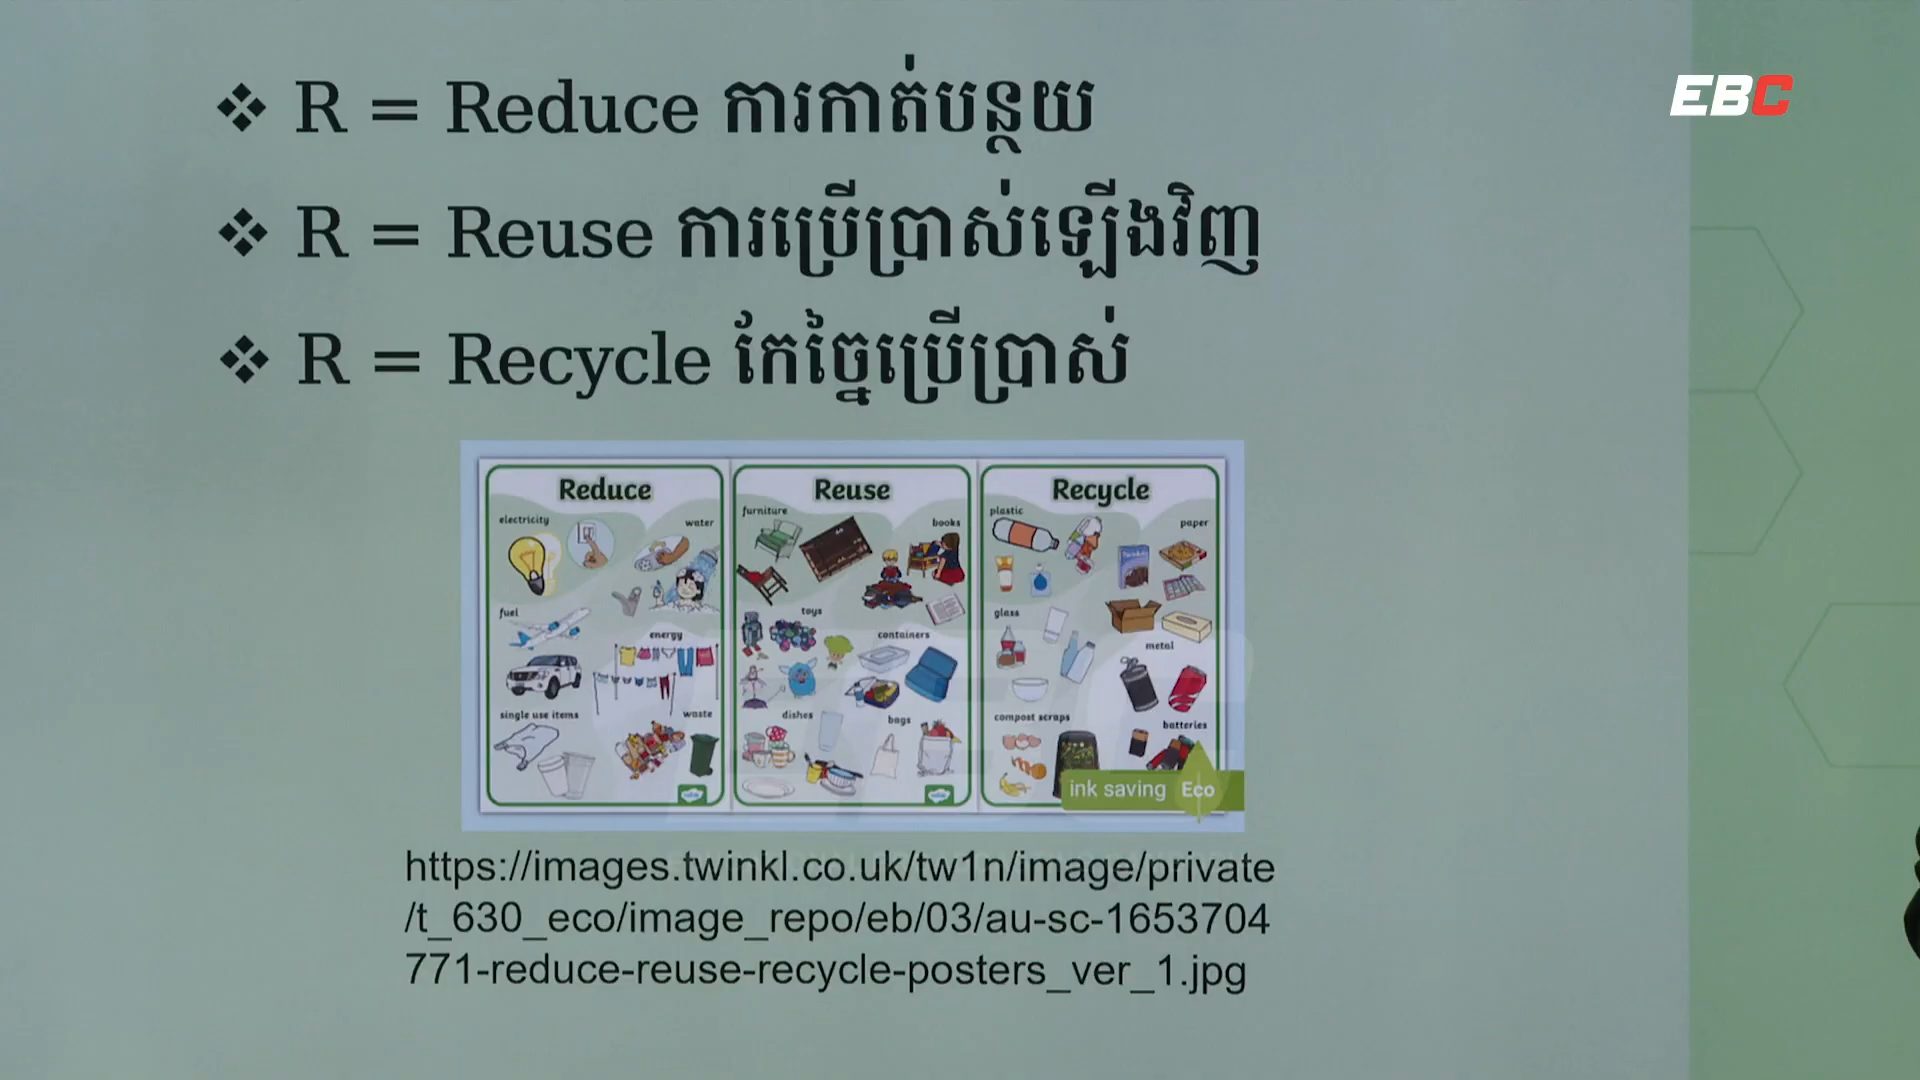 EBC
❖ R = Reduce ការកាត់បន្ថយ
❖ R = Reuse ការប្រើប្រាស់ឡើងវិញ
❖ R = Recycle កែច្នៃប្រើប្រាស់
Reduce
electricity
water
fuel
energy
single use items
waste
Reuse
furniture
books
toys
containers
dishes
bags
Recycle
plastic
paper
glass
metal
compost scraps
batteries
ink saving Eco
https://images.twinkl.co.uk/tw1n/image/private
/t_630_eco/image_repo/eb/03/au-sc-1653704
771-reduce-reuse-recycle-posters_ver_1.jpg